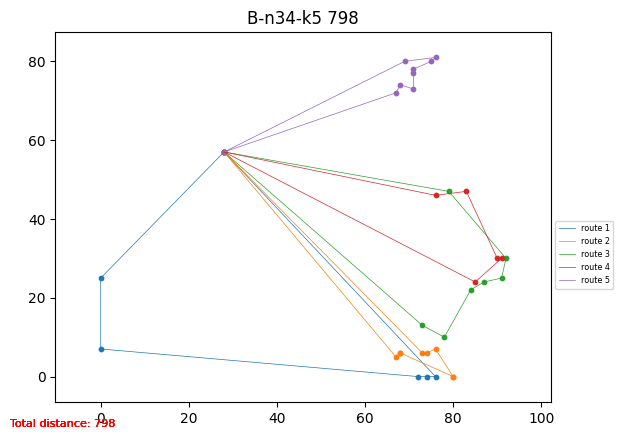 B-n34-k5 798
80
60
40
20
0
0 20 40 60 80 100
route 1
route 2
route 3
route 4
route 5
Total distance: 798